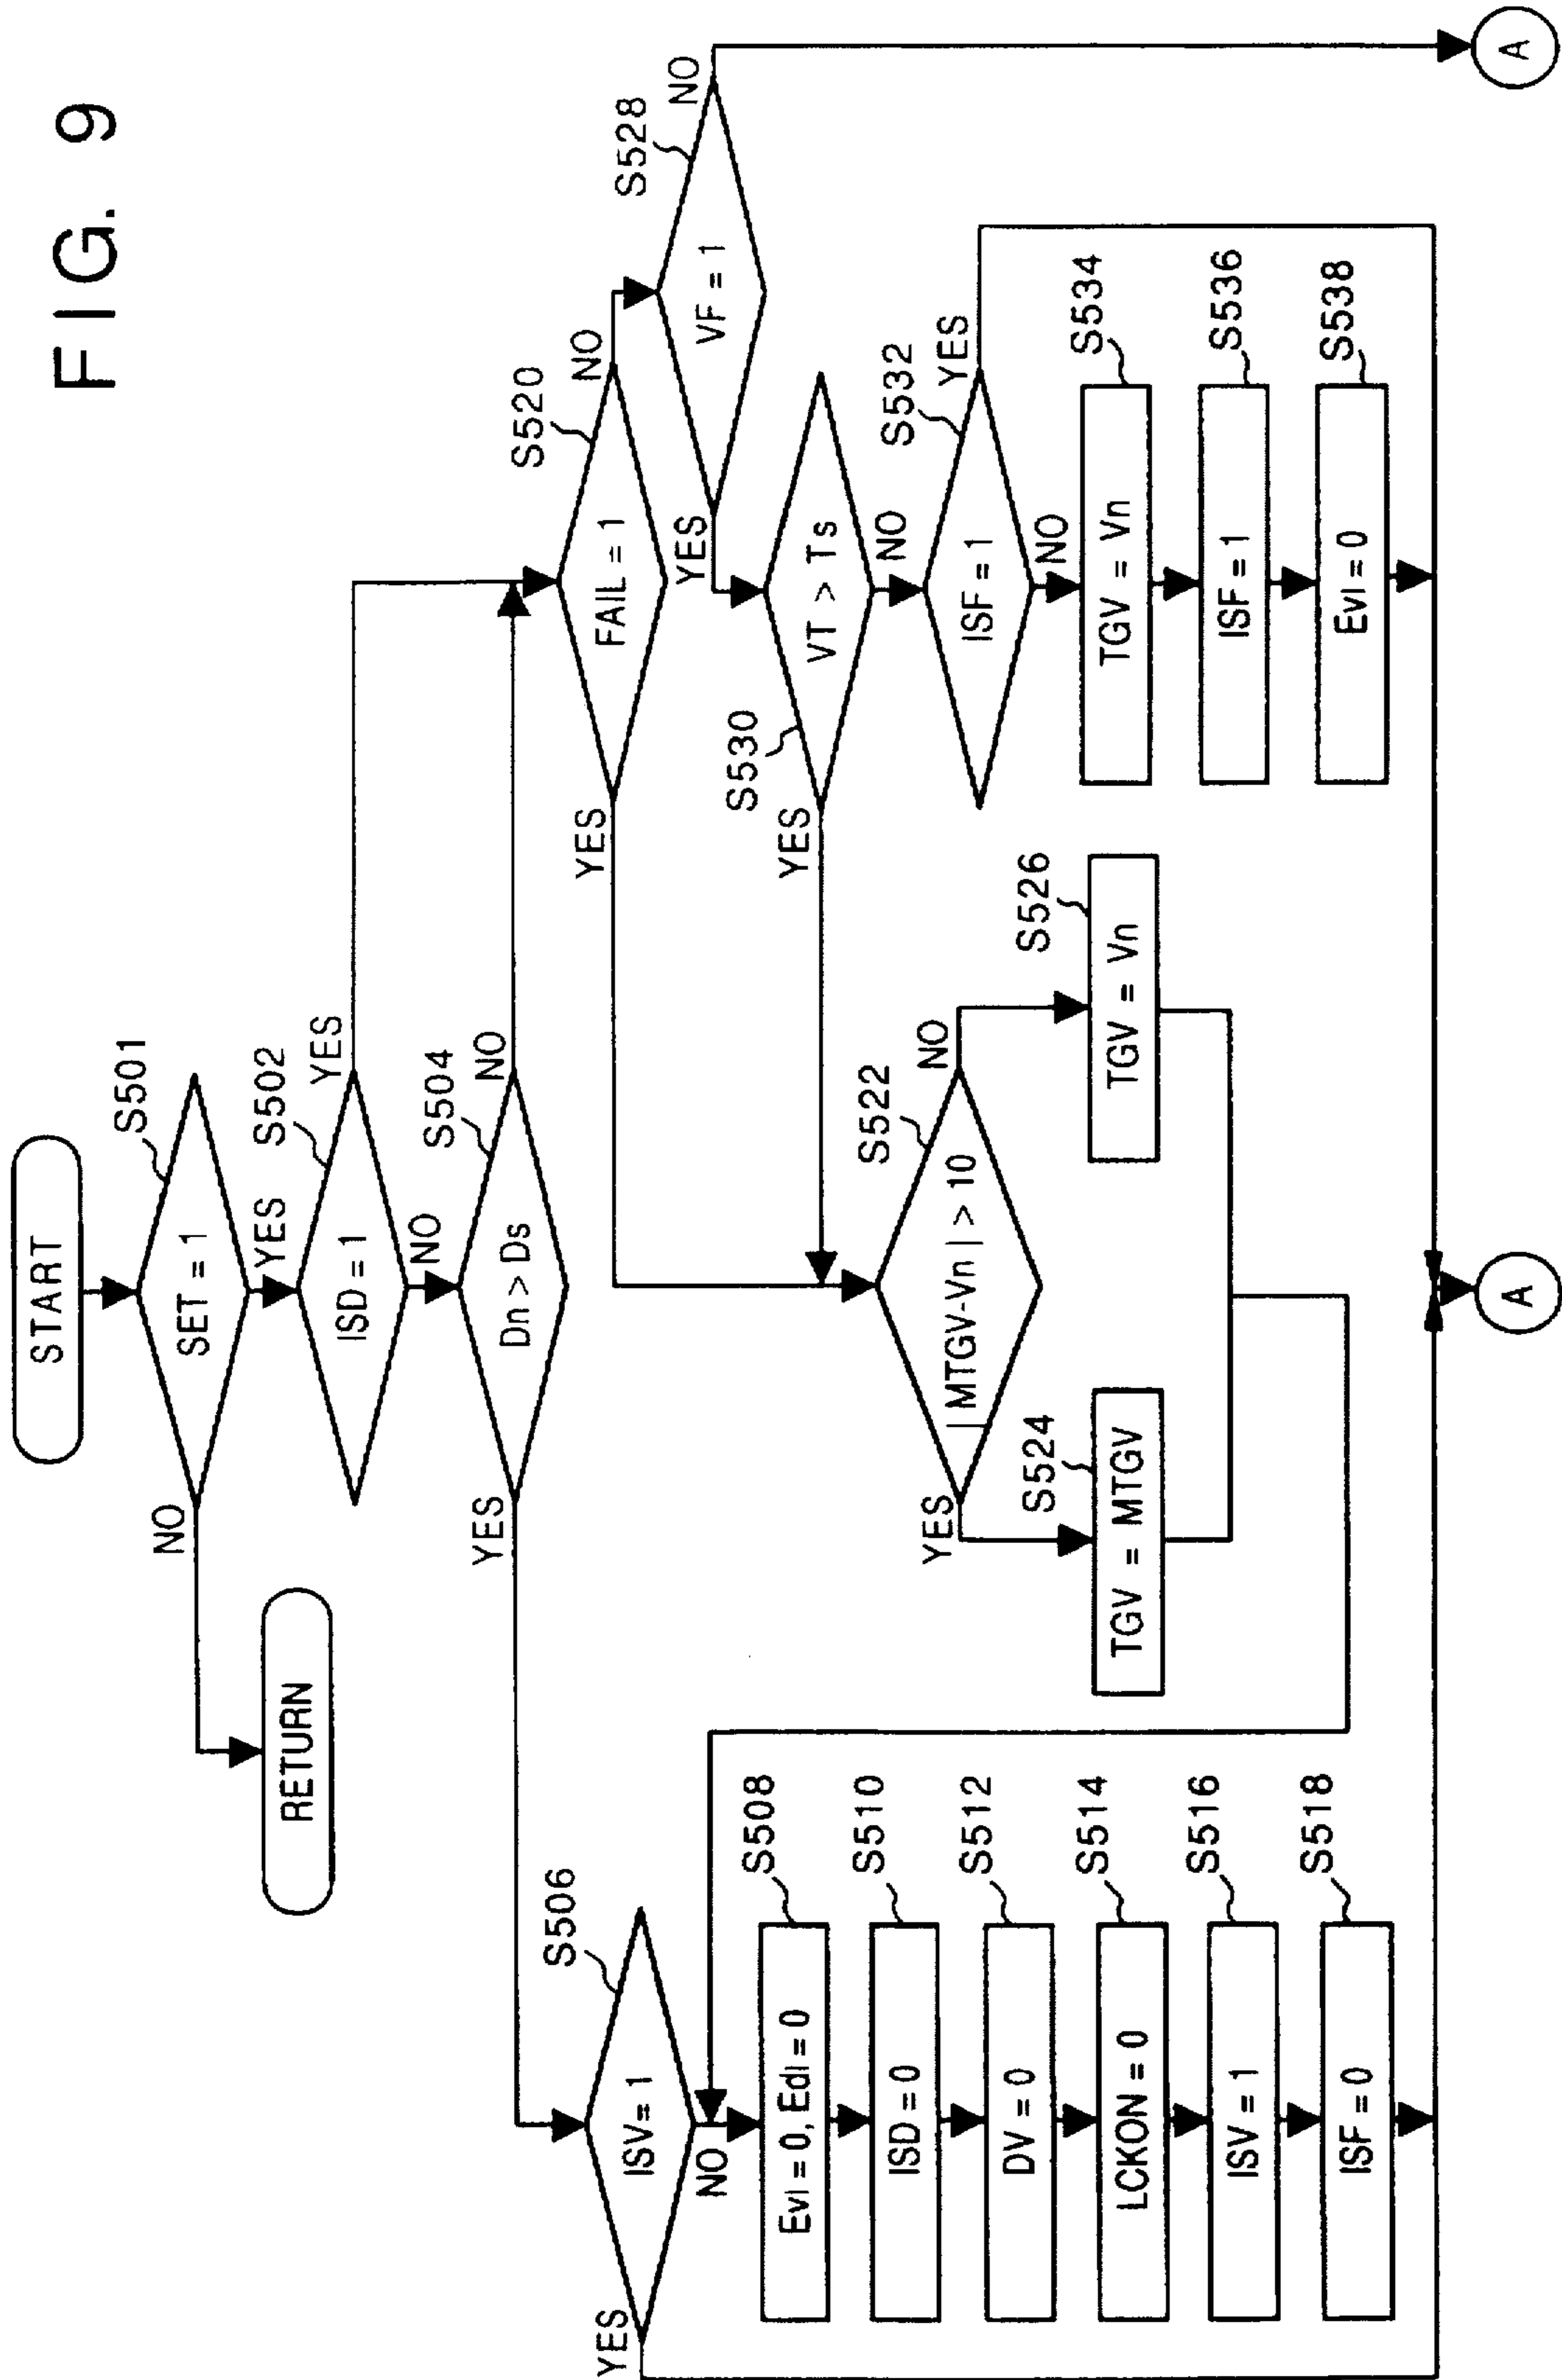 FIG. 9
START
S501
SET = 1
NO
YES
RETURN
S502
ISD = 1
YES
NO
S504
Dn > Ds
YES
NO
S506
ISV = 1
YES
NO
S508
EvI = 0, EdI = 0
S510
ISD = 0
S512
DV = 0
S514
LCKON = 0
S516
ISV = 1
S518
ISF = 0
S520
FAIL = 1
YES
NO
S522
| MTGV-Vn | > 10
YES
NO
S524
TGV = MTGV
S526
TGV = Vn
S528
VF = 1
YES
NO
S530
VT > Ts
YES
NO
S532
ISF = 1
YES
NO
S534
TGV = Vn
S536
ISF = 1
S538
EvI = 0
A
A